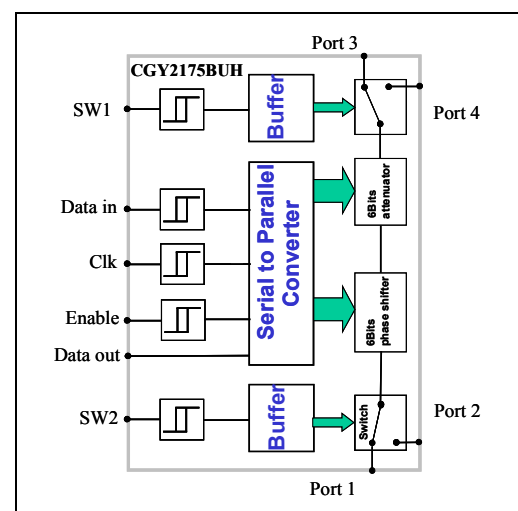 Port 3
CGY2175BUH
SW1
Buffer
Port 4
Data in
Clk
Enable
Data out
Serial to Parallel
Converter
6Bits
attenuator
6Bits
phase shifter
SW2
Buffer
Switch
Port 2
Port 1